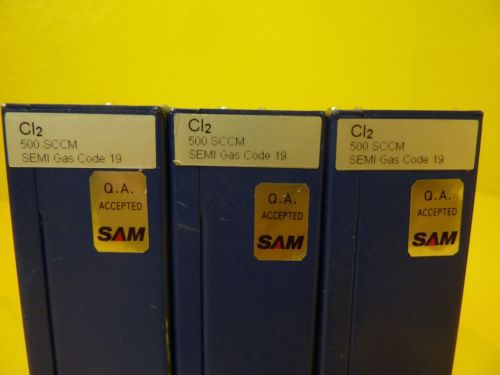 Cl2
500 SCCM
SEMI Gas Code 19
Q.A.
ACCEPTED
SAM
Cl2
500 SCCM
SEMI Gas Code 19
Q.A.
ACCEPTED
SAM
Cl2
500 SCCM
SEMI Gas Code 19
Q.A.
ACCEPTED
SAM